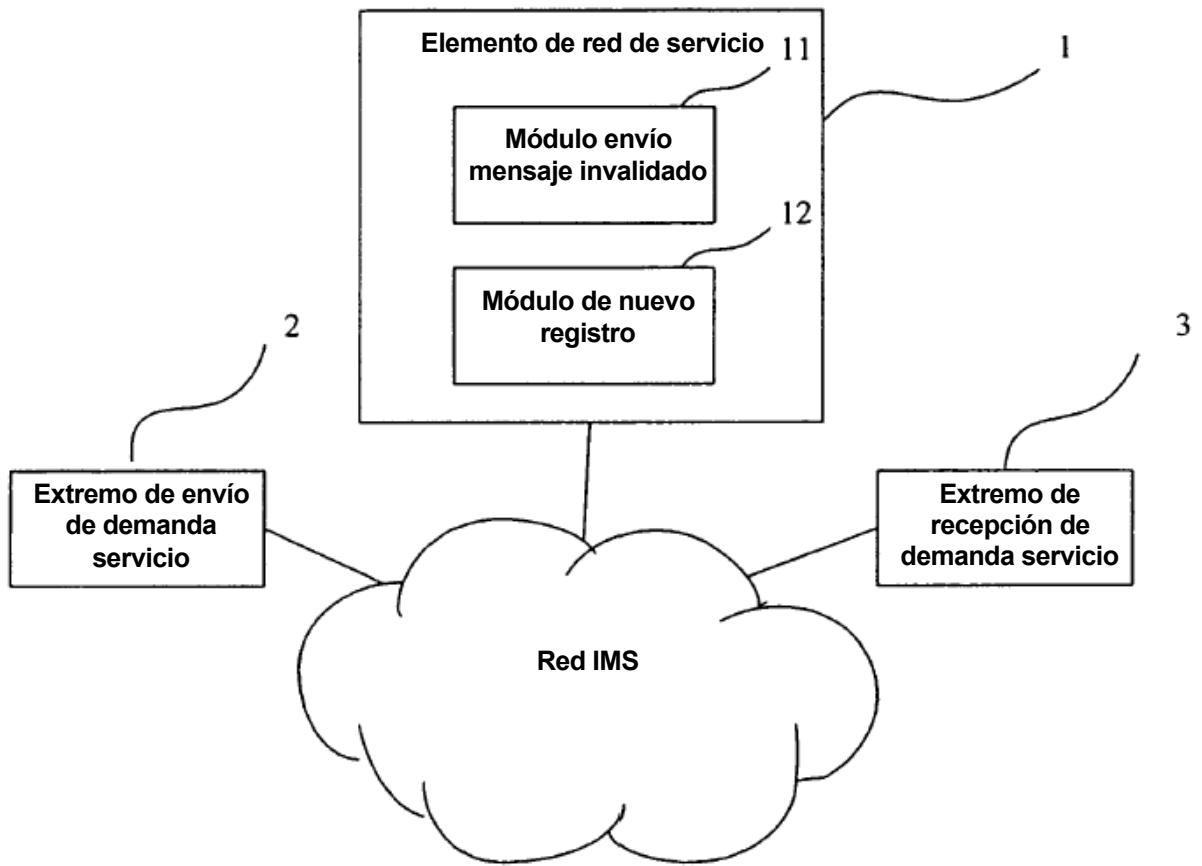 Elemento de red de servicio
11
1
Módulo envío
mensaje invalidado
12
Módulo de nuevo
registro
2
3
Extremo de envío
de demanda
servicio
Extremo de
recepción de
demanda servicio
Red IMS